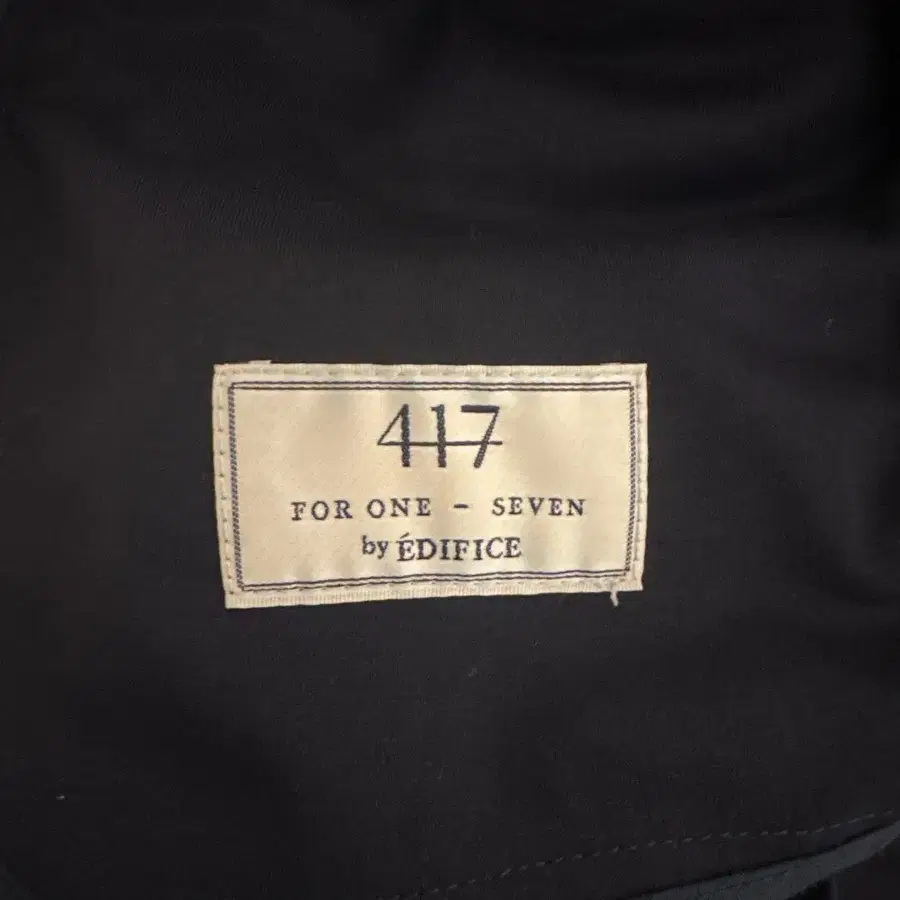 417
FOR ONE - SEVEN
by ÉDIFICE